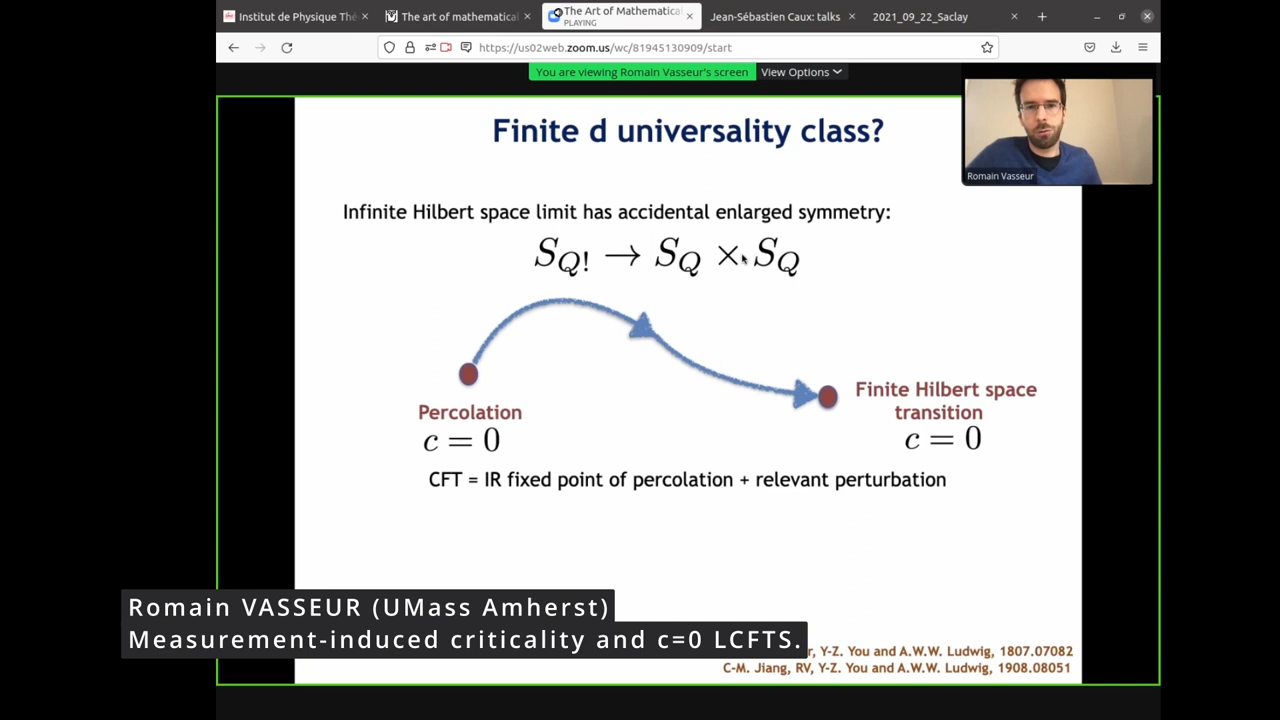 Institut de Physique Thé
The art of mathematical
The Art of Mathematical
PLAYING
Jean-Sébastien Caux: talks
2021_09_22_Saclay
https://us02web.zoom.us/wc/81945130909/start
You are viewing Romain Vasseur's screen
View Options
Romain Vasseur
Finite d universality class?
Infinite Hilbert space limit has accidental enlarged symmetry:
S_{Q!} → S_Q × S_Q
Percolation
c = 0
Finite Hilbert space
transition
c = 0
CFT = IR fixed point of percolation + relevant perturbation
Romain VASSEUR (UMass Amherst)
Measurement-induced criticality and c=0 LCFTS.
r, Y-Z. You and A.W.W. Ludwig, 1807.07082
C-M. Jiang, RV, Y-Z. You and A.W.W. Ludwig, 1908.08051